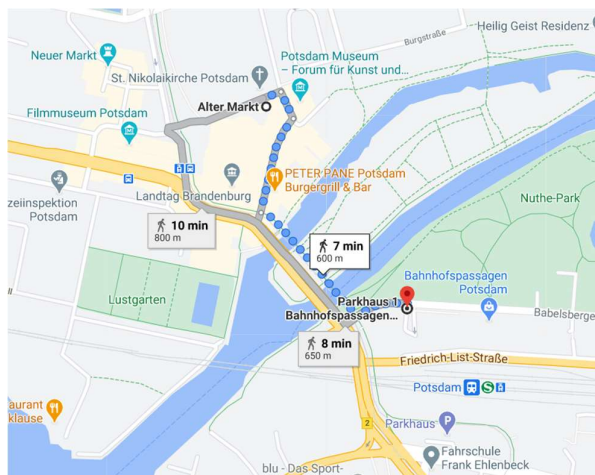 Heilig Geist Residenz
Burgstraße
Neuer Markt
Potsdam Museum
– Forum für Kunst und...
St. Nikolaikirche Potsdam
Alter Markt
Filmmuseum Potsdam
PETER PANE Potsdam
Burgergrill & Bar
Landtag Brandenburg
zeiinspektion
Potsdam
Nuthe-Park
10 min
800 m
7 min
600 m
Bahnhofspassagen
Potsdam
Lustgarten
Parkhaus 1
Bahnhofspassagen...
Babelsberge
8 min
650 m
Friedrich-List-Straße
Potsdam
S
aurant
klause
2
Parkhaus
P
Fahrschule
Frank Ehlenbeck
blu - Das Sport-